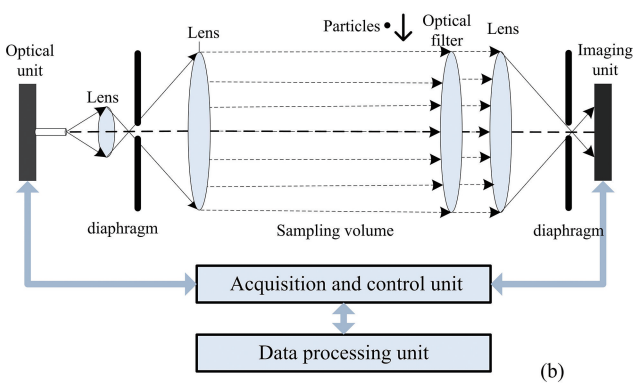 Particles
Optical
unit
Lens
Lens
Optical
filter
Lens
Imaging
unit
diaphragm
Sampling volume
diaphragm
Acquisition and control unit
Data processing unit
(b)